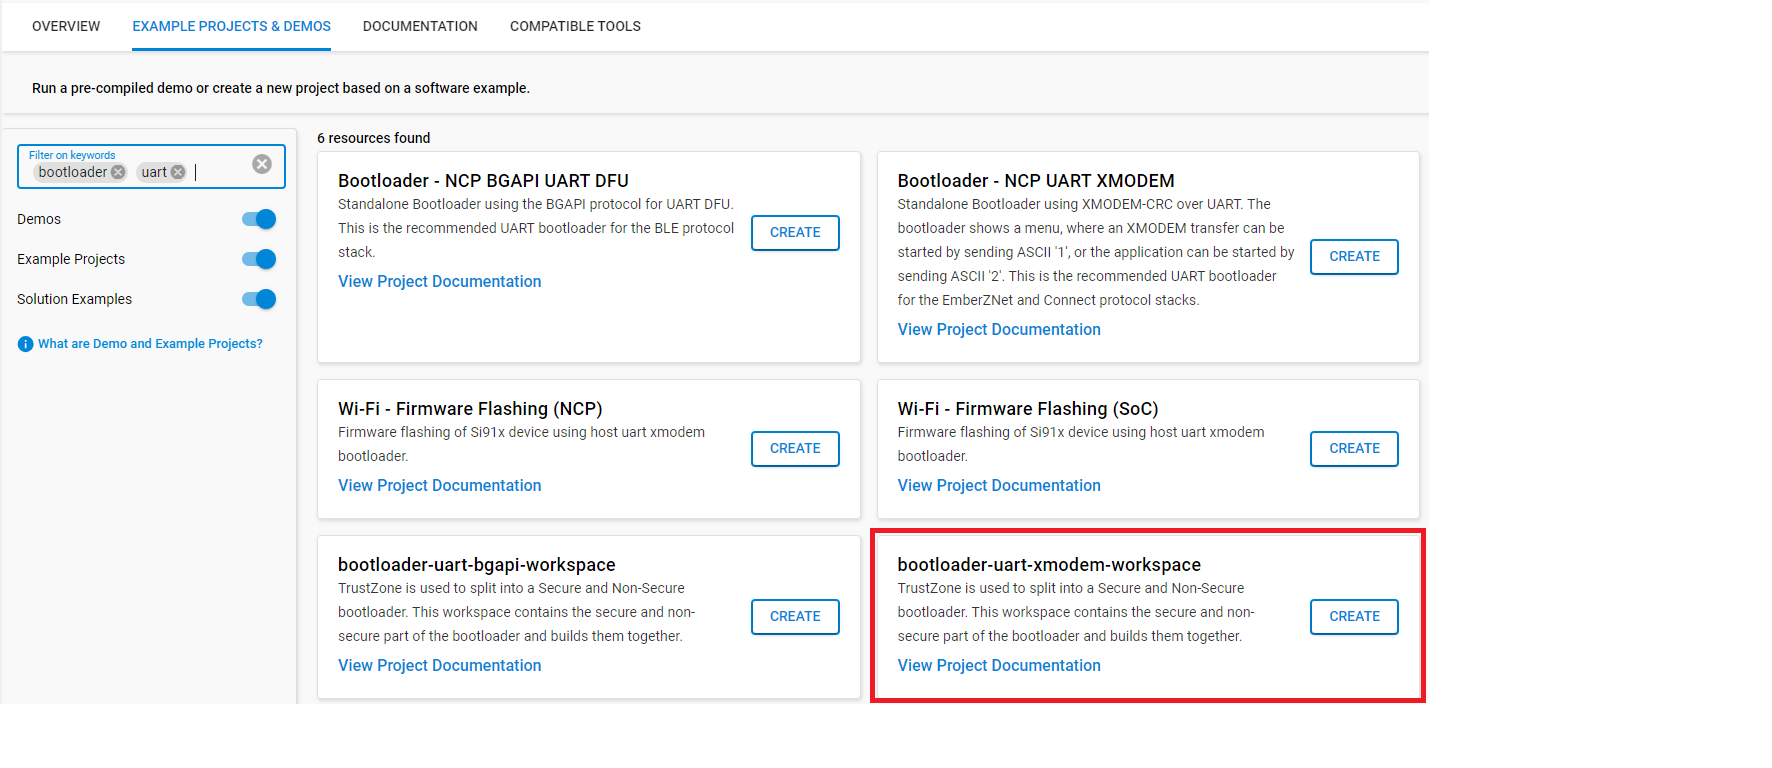 OVERVIEW EXAMPLE PROJECTS & DEMOS DOCUMENTATION COMPATIBLE TOOLS
Run a pre-compiled demo or create a new project based on a software example.
Filter on keywords
bootloader uart
Demos
Example Projects
Solution Examples
What are Demo and Example Projects?
6 resources found
Bootloader - NCP BGAPI UART DFU
Standalone Bootloader using the BGAPI protocol for UART DFU.
This is the recommended UART bootloader for the BLE protocol
stack.
View Project Documentation
CREATE
Bootloader - NCP UART XMODEM
Standalone Bootloader using XMODEM-CRC over UART. The
bootloader shows a menu, where an XMODEM transfer can be
started by sending ASCII '1', or the application can be started by
sending ASCII '2'. This is the recommended UART bootloader
for the EmberZNet and Connect protocol stacks.
View Project Documentation
CREATE
Wi-Fi - Firmware Flashing (NCP)
Firmware flashing of Si91x device using host uart xmodem
bootloader.
View Project Documentation
CREATE
Wi-Fi - Firmware Flashing (SoC)
Firmware flashing of Si91x device using host uart xmodem
bootloader.
View Project Documentation
CREATE
bootloader-uart-bgapi-workspace
TrustZone is used to split into a Secure and Non-Secure
bootloader. This workspace contains the secure and non-
secure part of the bootloader and builds them together.
View Project Documentation
CREATE
bootloader-uart-xmodem-workspace
TrustZone is used to split into a Secure and Non-Secure
bootloader. This workspace contains the secure and non-
secure part of the bootloader and builds them together.
View Project Documentation
CREATE